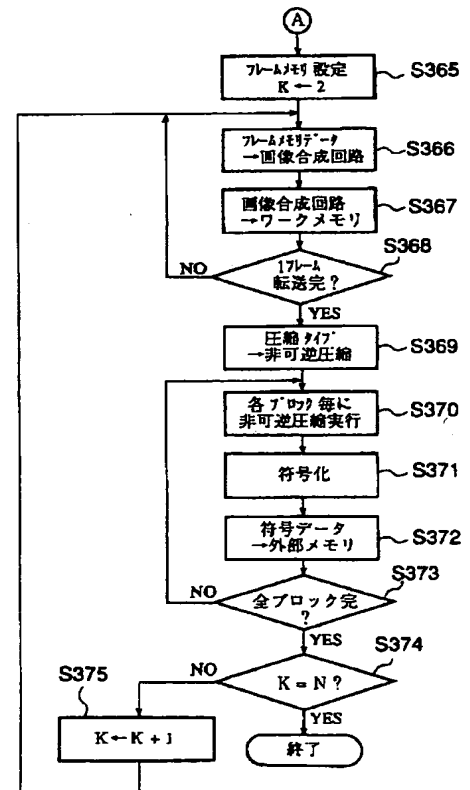 A
フレームメモリ 設定
K ← 2
S365
フレームメモリデータ
→画像合成回路
S366
画像合成回路
→ワークメモリ
S367
S368
1フレーム
転送完?
NO
YES
圧縮タイプ
→非可逆圧縮
S369
各ブロック毎に
非可逆圧縮実行
S370
符号化
S371
符号データ
→外部メモリ
S372
S373
全ブロック完
?
NO
YES
S374
K = N ?
NO
YES
S375
K ← K + 1
終了